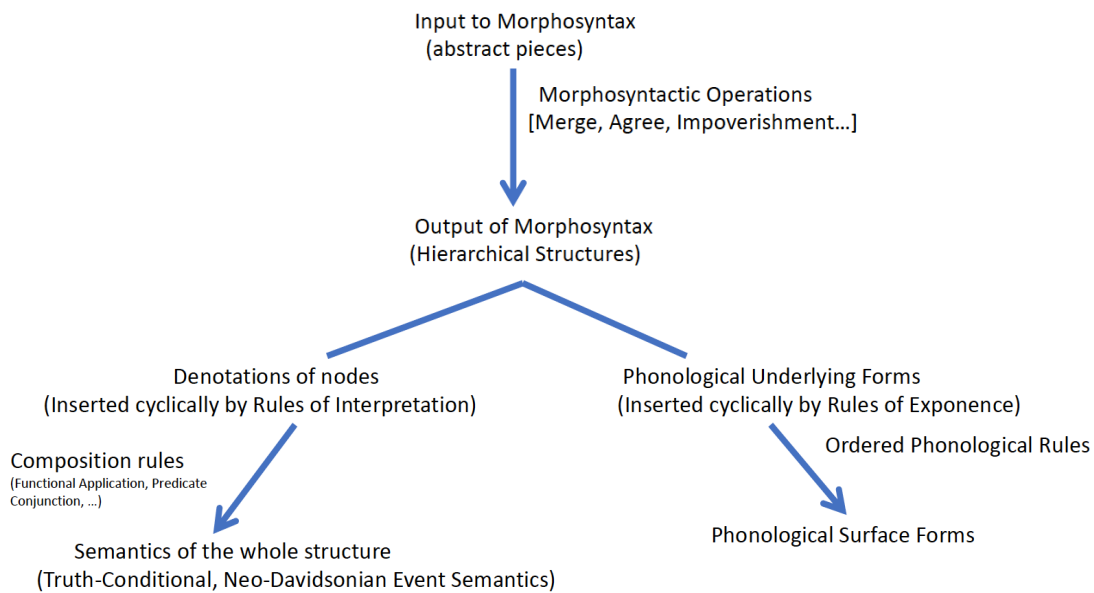 Input to Morphosyntax
(abstract pieces)
Morphosyntactic Operations
[Merge, Agree, Impoverishment…]
Output of Morphosyntax
(Hierarchical Structures)
Denotations of nodes
(Inserted cyclically by Rules of Interpretation)
Phonological Underlying Forms
(Inserted cyclically by Rules of Exponence)
Composition rules
(Functional Application, Predicate
Conjunction, …)
Ordered Phonological Rules
Semantics of the whole structure
(Truth-Conditional, Neo-Davidsonian Event Semantics)
Phonological Surface Forms